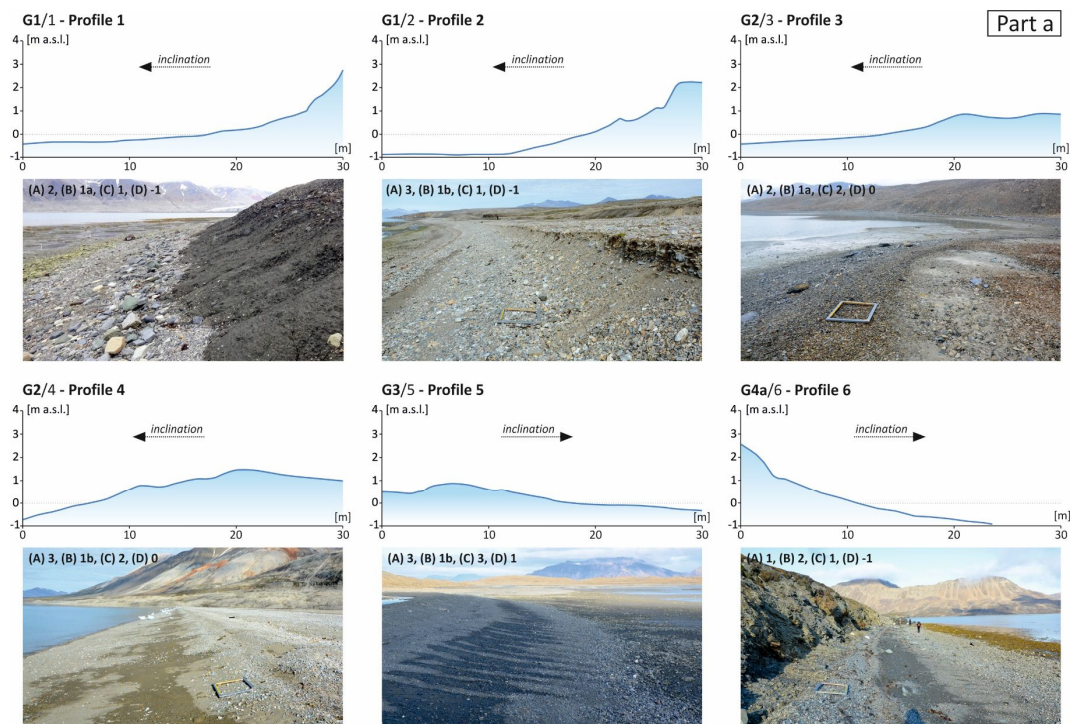 G1/1 - Profile 1
[m a.s.l.]
4
3
2
1
0
-1
inclination
[m]
0
10
20
30
(A) 2, (B) 1a, (C) 1, (D) -1
G1/2 - Profile 2
[m a.s.l.]
4
3
2
1
0
-1
inclination
[m]
0
10
20
30
(A) 3, (B) 1b, (C) 1, (D) -1
G2/3 - Profile 3
Part a
[m a.s.l.]
4
3
2
1
0
-1
inclination
[m]
0
10
20
30
(A) 2, (B) 1a, (C) 2, (D) 0
G2/4 - Profile 4
[m a.s.l.]
4
3
2
1
0
-1
inclination
[m]
0
10
20
30
(A) 3, (B) 1b, (C) 2, (D) 0
G3/5 - Profile 5
[m a.s.l.]
4
3
2
1
0
-1
inclination
[m]
0
10
20
30
(A) 3, (B) 1b, (C) 3, (D) 1
G4a/6 - Profile 6
[m a.s.l.]
4
3
2
1
0
-1
inclination
[m]
0
10
20
30
(A) 1, (B) 2, (C) 1, (D) -1